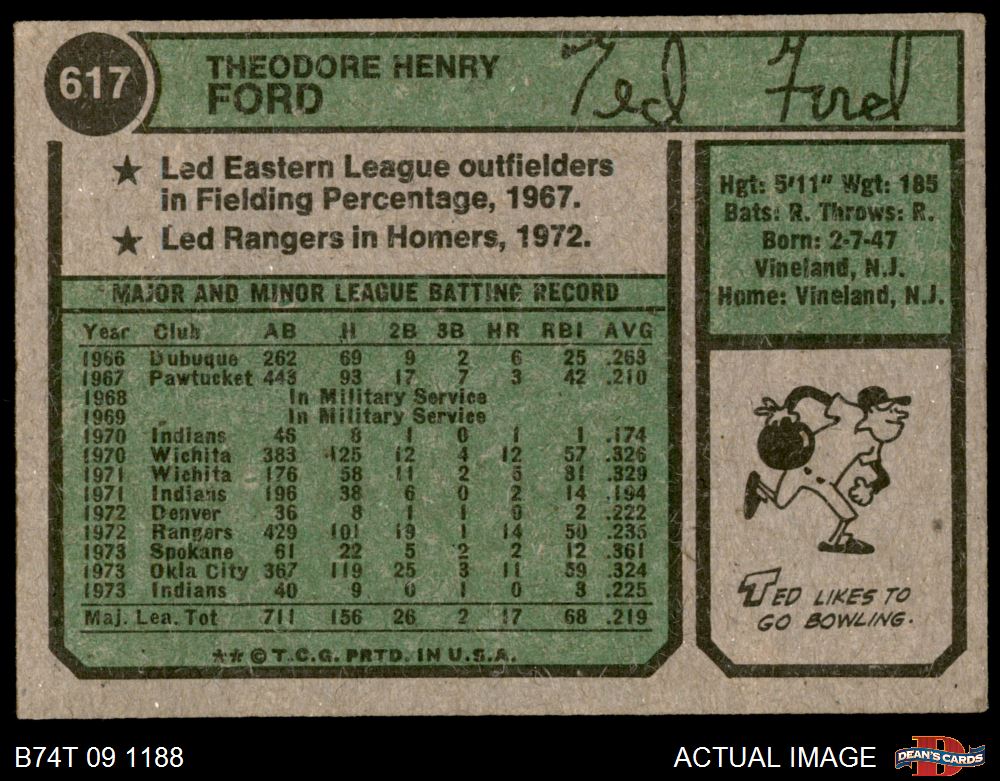 617
THEODORE HENRY
FORD
Ted Ford
★ Led Eastern League outfielders
in Fielding Percentage, 1967.
★ Led Rangers in Homers, 1972.
Hgt: 5'11" Wgt: 185
Bats: R. Throws: R.
Born: 2-7-47
Vineland, N.J.
Home: Vineland, N.J.
MAJOR AND MINOR LEAGUE BATTING RECORD
Year Club AB H 2B 3B HR RBI AVG
1966 Dubuque 262 69 9 2 6 25 .263
1967 Pawtucket 443 93 17 7 3 42 .210
1968 In Military Service
1969 In Military Service
1970 Indians 46 8 1 0 1 1 .174
1970 Wichita 383 125 12 4 12 57 .326
1971 Wichita 176 58 11 2 5 31 .329
1971 Indians 196 38 6 0 2 14 .194
1972 Denver 36 8 1 1 0 2 .222
1972 Rangers 429 101 19 1 14 50 .235
1973 Spokane 61 22 5 2 2 12 .361
1973 Okla City 367 119 25 3 11 59 .324
1973 Indians 40 9 0 1 0 3 .225
Maj. Lea. Tot 711 156 26 2 17 68 .219
★★ © T.C.G. PRTD. IN U.S.A.
TED LIKES TO
GO BOWLING.
B74T 09 1188
ACTUAL IMAGE
D
DEAN'S CARDS